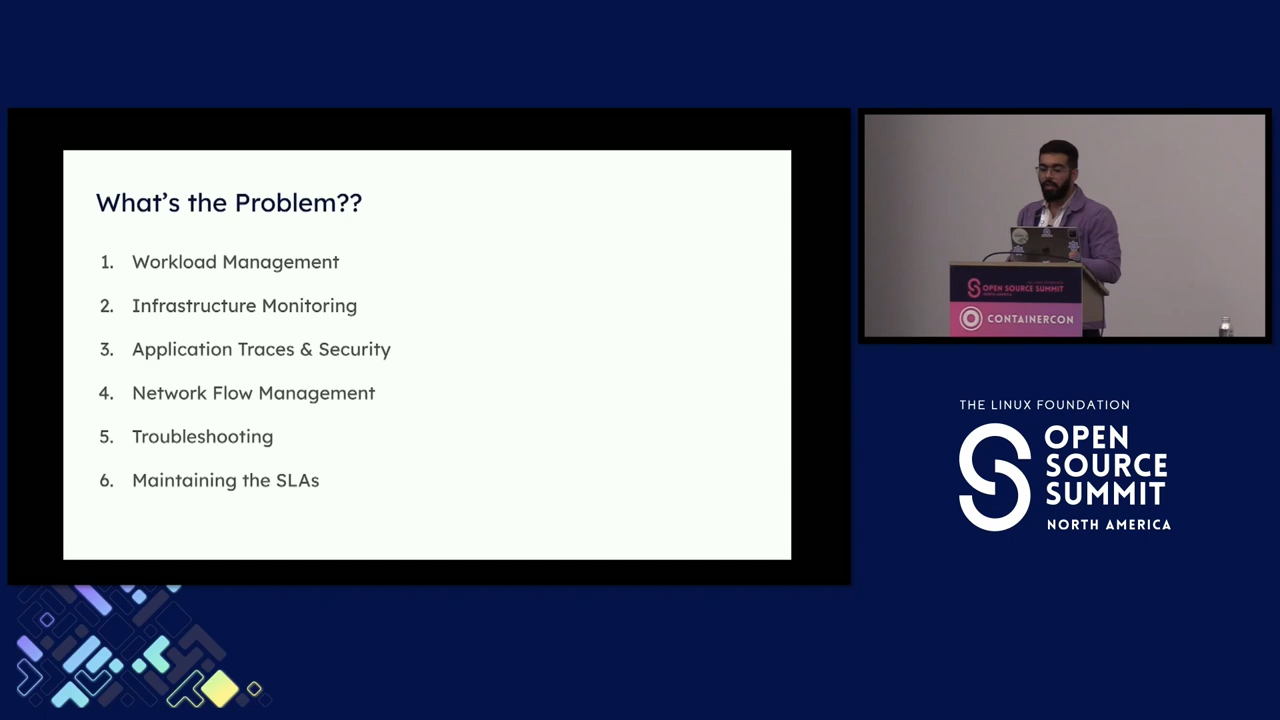 What's the Problem??
1. Workload Management
2. Infrastructure Monitoring
3. Application Traces & Security
4. Network Flow Management
5. Troubleshooting
6. Maintaining the SLAs
OPEN SOURCE SUMMIT
CONTAINERCON
THE LINUX FOUNDATION
OPEN
SOURCE
SUMMIT
NORTH AMERICA